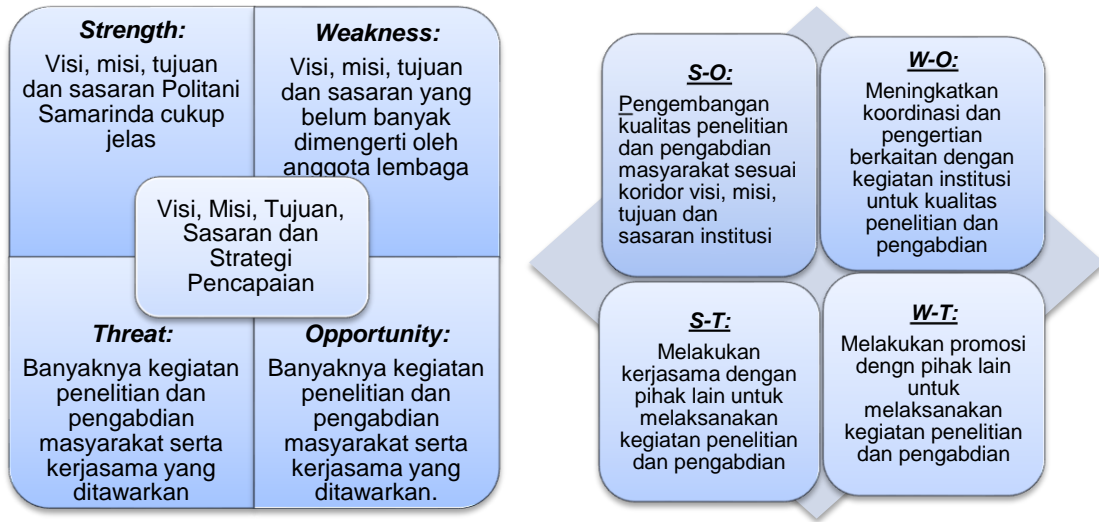 Strength:
Visi, misi, tujuan
dan sasaran Politani
Samarinda cukup
jelas
Weakness:
Visi, misi, tujuan
dan sasaran yang
belum banyak
dimengerti oleh
anggota lembaga
Visi, Misi, Tujuan,
Sasaran dan
Strategi
Pencapaian
Threat:
Banyaknya kegiatan
penelitian dan
pengabdian
masyarakat serta
kerjasama yang
ditawarkan
Opportunity:
Banyaknya kegiatan
penelitian dan
pengabdian
masyarakat serta
kerjasama yang
ditawarkan.
S-O:
Pengembangan
kualitas penelitian
dan pengabdian
masyarakat sesuai
koridor visi, misi,
tujuan dan
sasaran institusi
W-O:
Meningkatkan
koordinasi dan
pengertian
berkaitan dengan
kegiatan institusi
untuk kualitas
penelitian dan
pengabdian
S-T:
Melakukan
kerjasama dengan
pihak lain untuk
melaksanakan
kegiatan penelitian
dan pengabdian
W-T:
Melakukan promosi
dengn pihak lain
untuk
melaksanakan
kegiatan penelitian
dan pengabdian